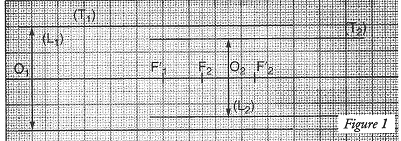 (T₁)
(T₂)
(L₁)
O₁ F'₁ F₂ O₂ F'₂
(L₂)
Figure 1